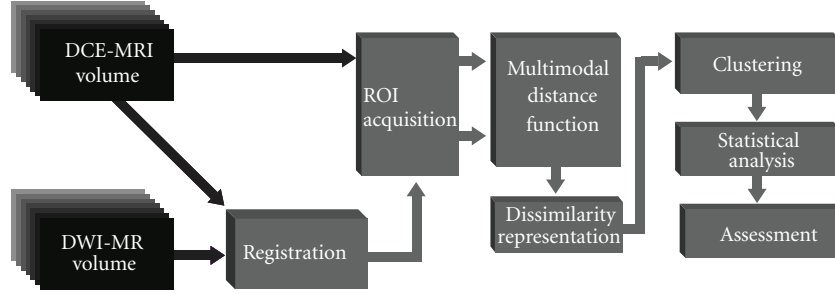 DCE-MRI
volume
ROI
acquisition
Multimodal
distance
function
Clustering
Statistical
analysis
Dissimilarity
representation
Assessment
DWI-MR
volume
Registration